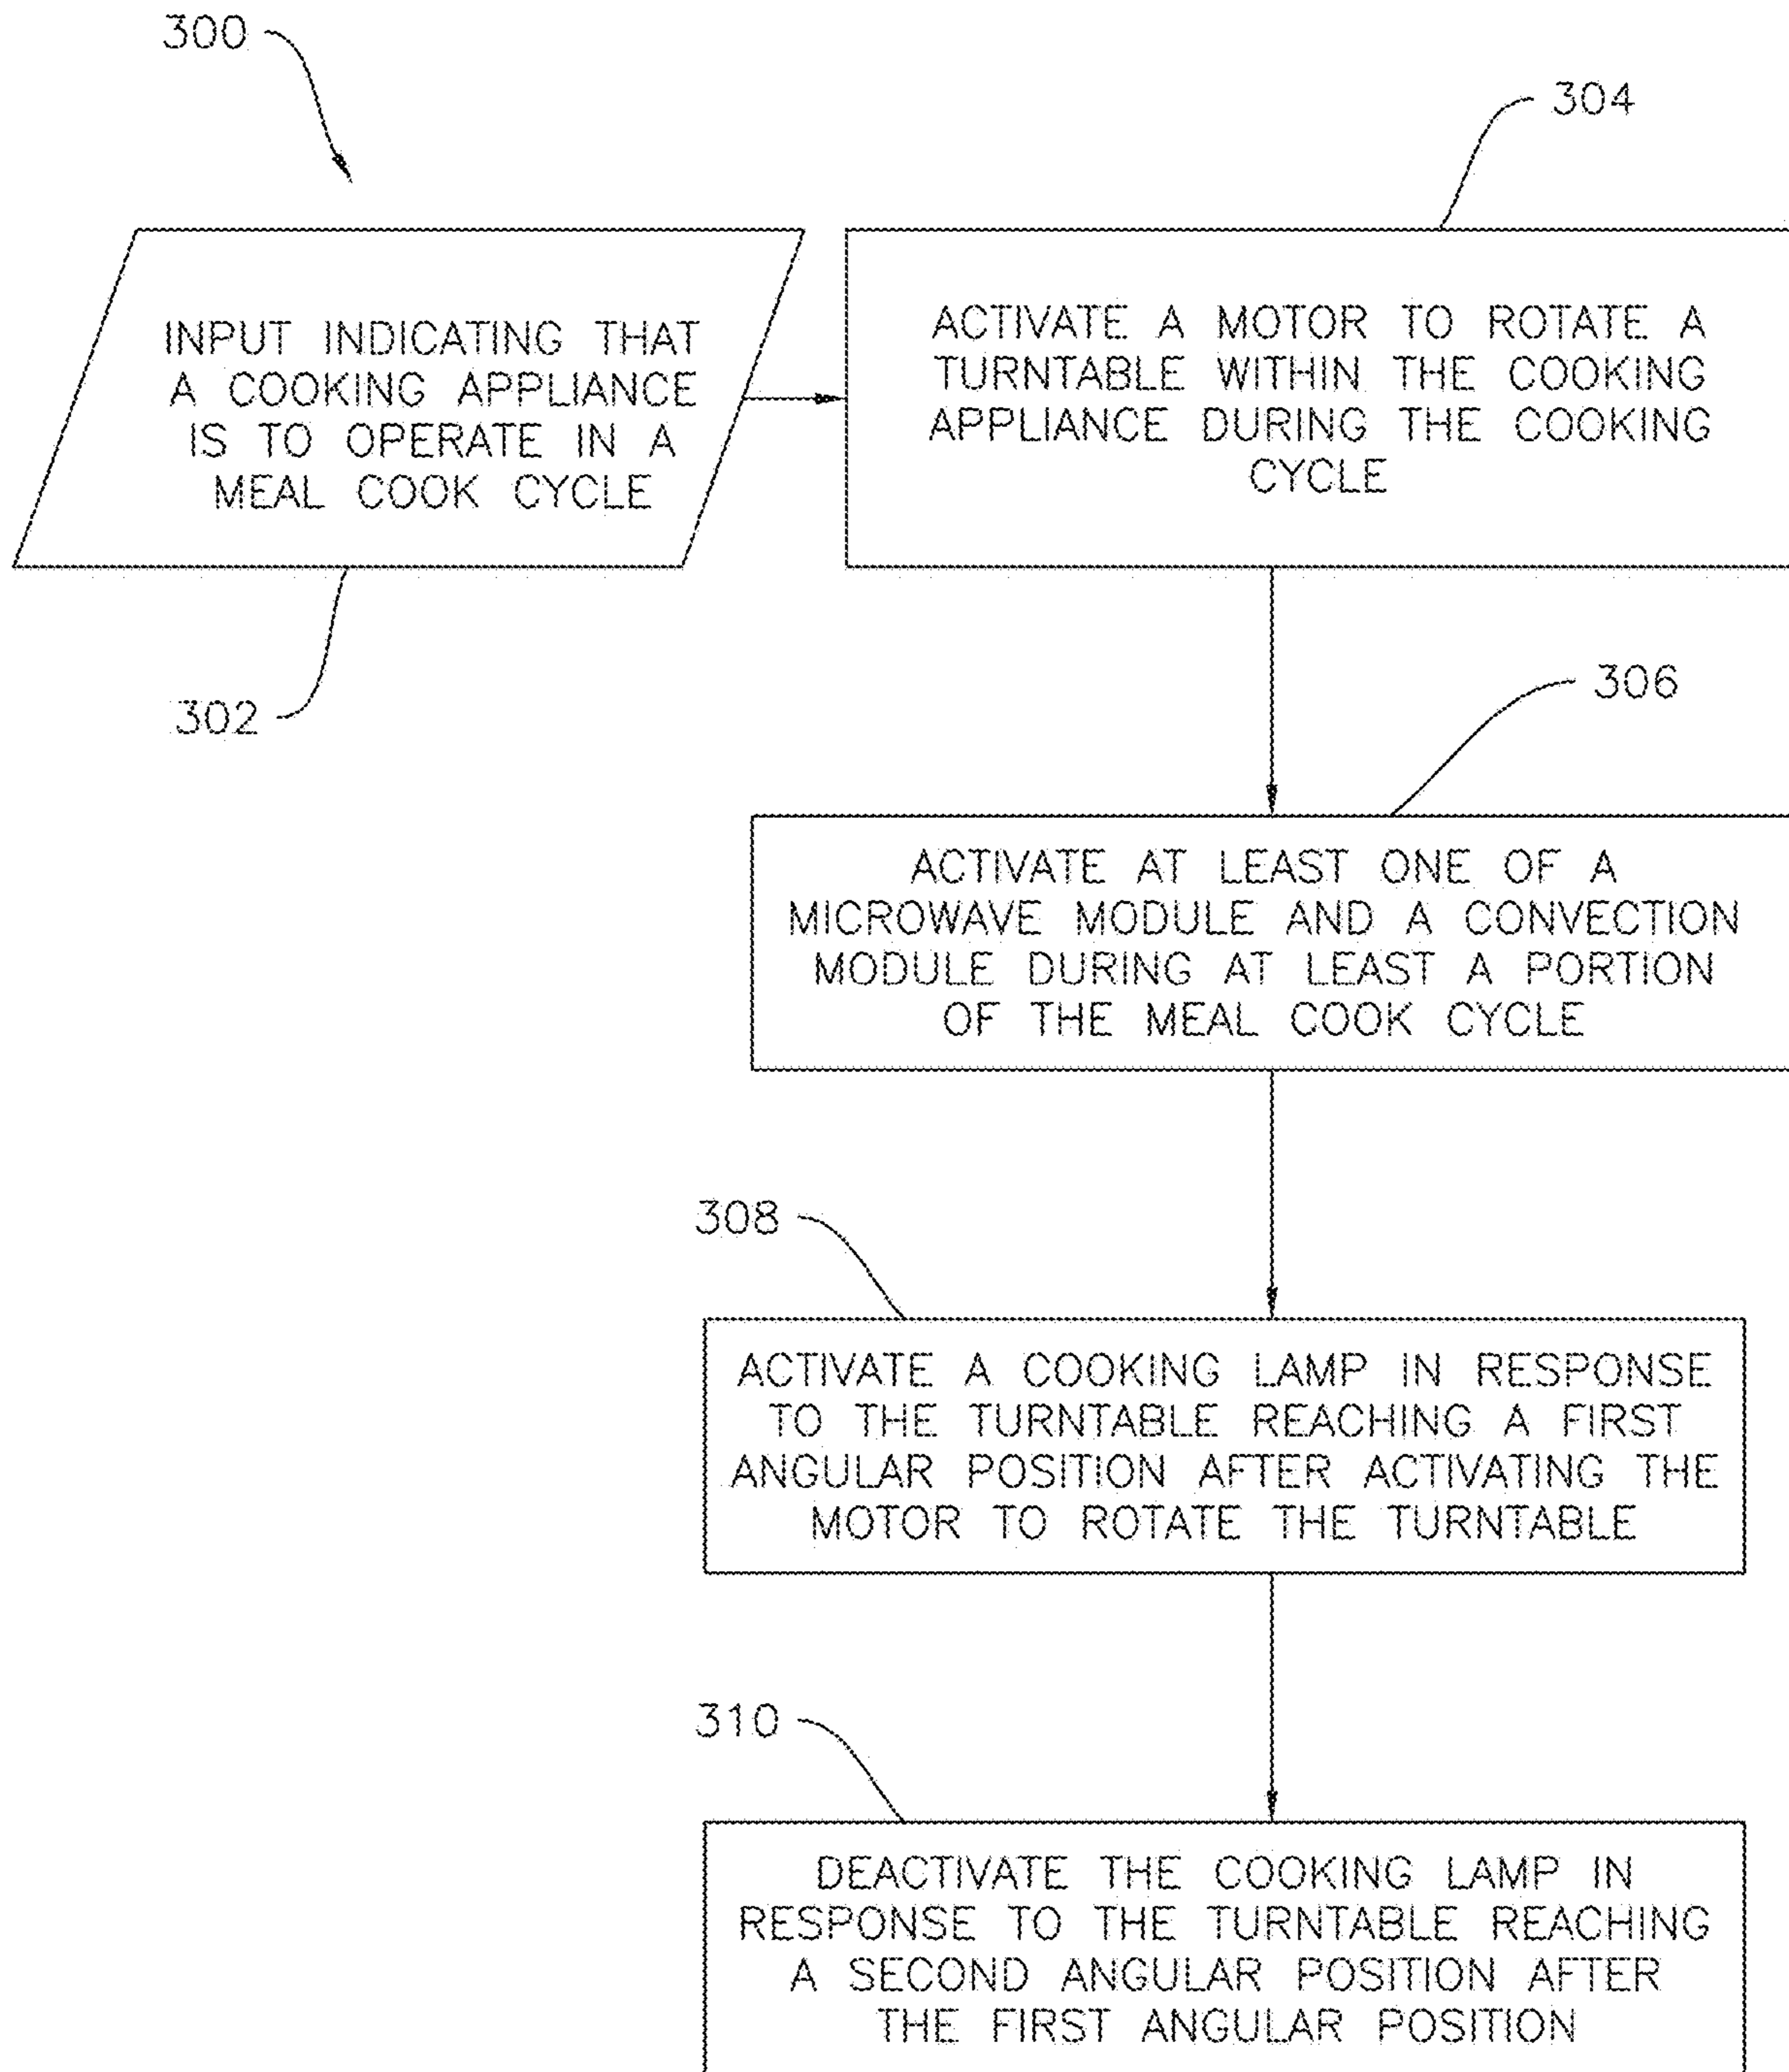 300
304
INPUT INDICATING THAT
A COOKING APPLIANCE
IS TO OPERATE IN A
MEAL COOK CYCLE
ACTIVATE A MOTOR TO ROTATE A
TURNTABLE WITHIN THE COOKING
APPLIANCE DURING THE COOKING
CYCLE
302
306
ACTIVATE AT LEAST ONE OF A
MICROWAVE MODULE AND A CONVECTION
MODULE DURING AT LEAST A PORTION
OF THE MEAL COOK CYCLE
308
ACTIVATE A COOKING LAMP IN RESPONSE
TO THE TURNTABLE REACHING A FIRST
ANGULAR POSITION AFTER ACTIVATING THE
MOTOR TO ROTATE THE TURNTABLE
310
DEACTIVATE THE COOKING LAMP IN
RESPONSE TO THE TURNTABLE REACHING
A SECOND ANGULAR POSITION AFTER
THE FIRST ANGULAR POSITION